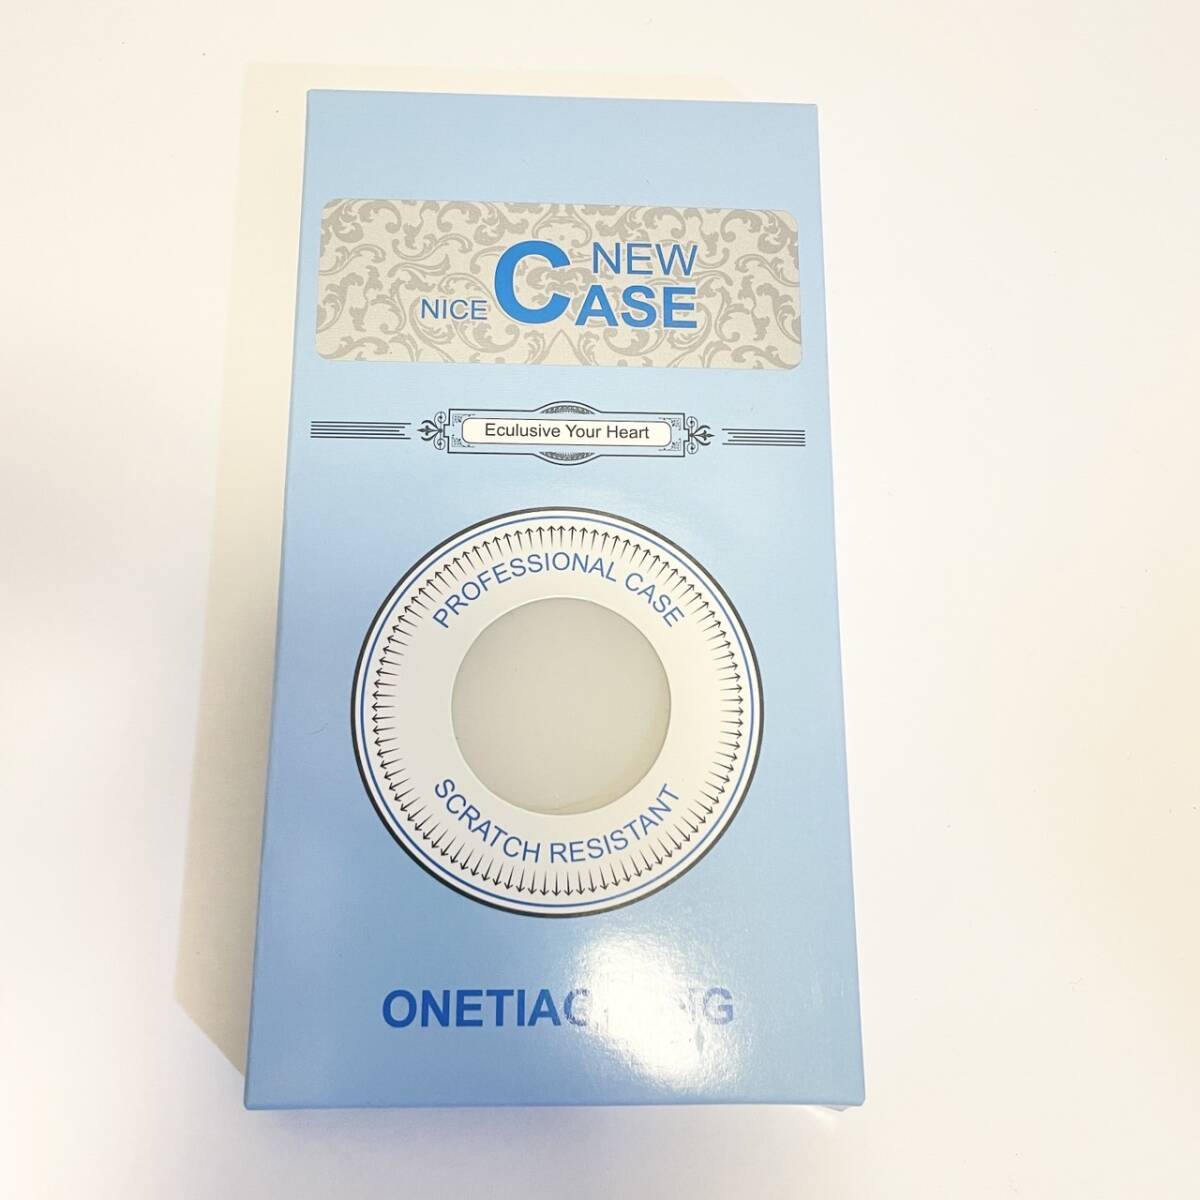 NEW
NICE CASE
Eculusive Your Heart
PROFESSIONAL CASE
SCRATCH RESISTANT